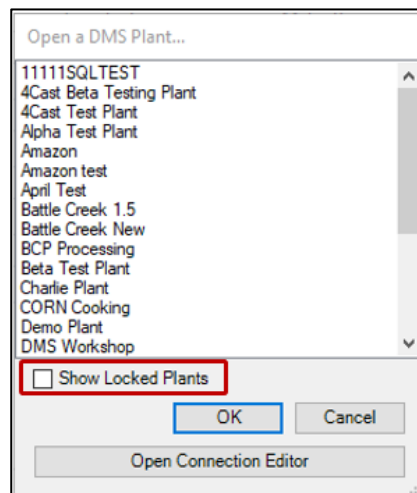 Open a DMS Plant...
11111SQLTEST
4Cast Beta Testing Plant
4Cast Test Plant
Alpha Test Plant
Amazon
Amazon test
April Test
Battle Creek 1.5
Battle Creek New
BCP Processing
Beta Test Plant
Charlie Plant
CORN Cooking
Demo Plant
DMS Workshop
Show Locked Plants
OK Cancel
Open Connection Editor